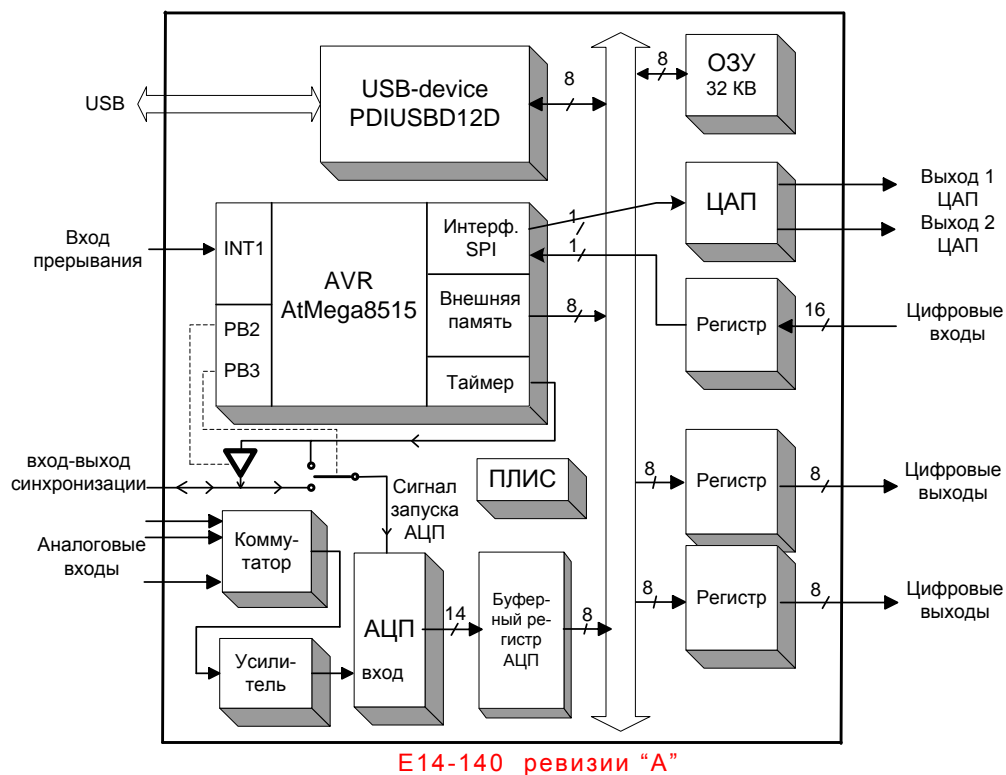 USB
USB-device
PDIUSBD12D
8
8
ОЗУ
32 КВ
Вход
прерывания
INT1
PB2
PB3
AVR
AtMega8515
Интерф.
SPI
Внешняя
память
Таймер
1
1
8
ЦАП
Выход 1
ЦАП
Выход 2
ЦАП
Регистр
16
Цифровые
входы
вход-выход
синхронизации
Сигнал
запуска
АЦП
ПЛИС
8
Регистр
8
Цифровые
выходы
Аналоговые
входы
Комму-
татор
Усили-
тель
АЦП
вход
14
Буфер-
ный ре-
гистр
АЦП
8
8
Регистр
8
Цифровые
выходы
E14-140 ревизии “А”